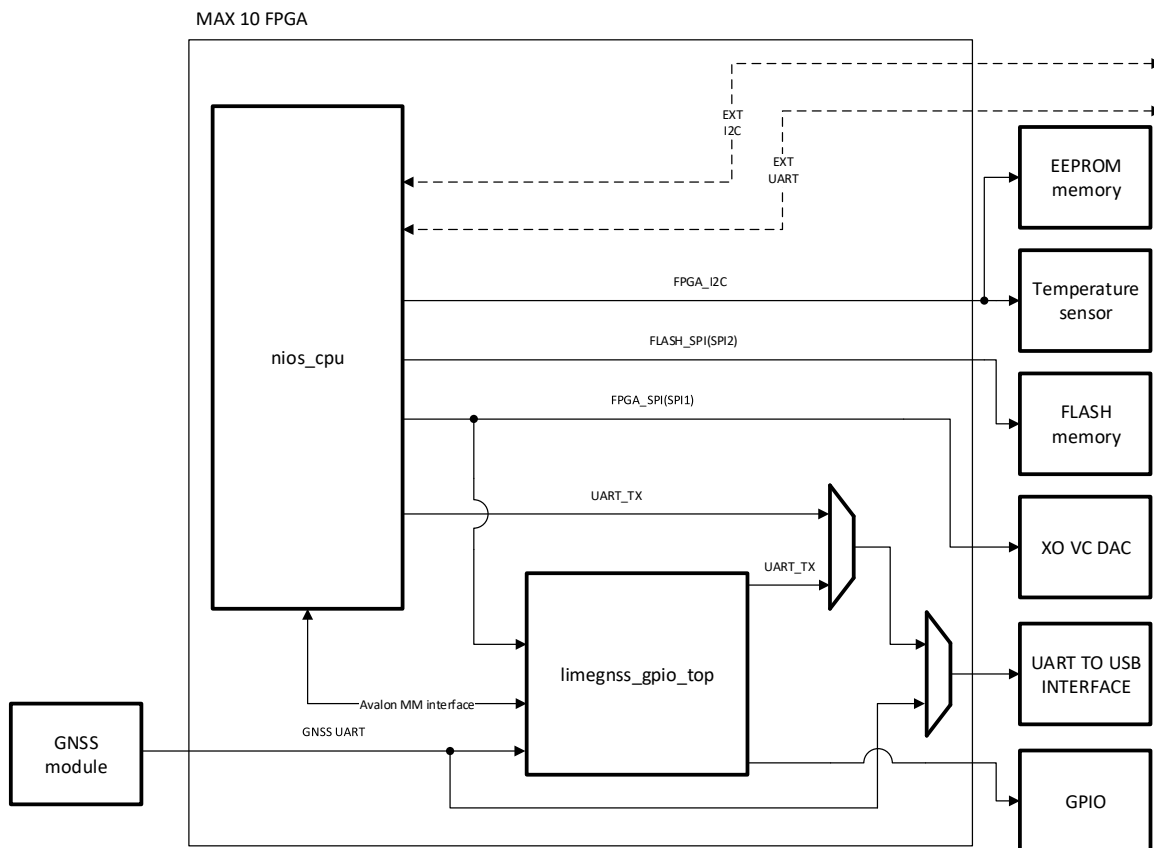 MAX 10 FPGA
EXT
I2C
EXT
UART
EEPROM
memory
FPGA_I2C
Temperature
sensor
nios_cpu
FLASH_SPI(SPI2)
FPGA_SPI(SPI1)
FLASH
memory
UART_TX
XO VC DAC
UART_TX
limegnss_gpio_top
UART TO USB
INTERFACE
Avalon MM interface
GNSS UART
GNSS
module
GPIO